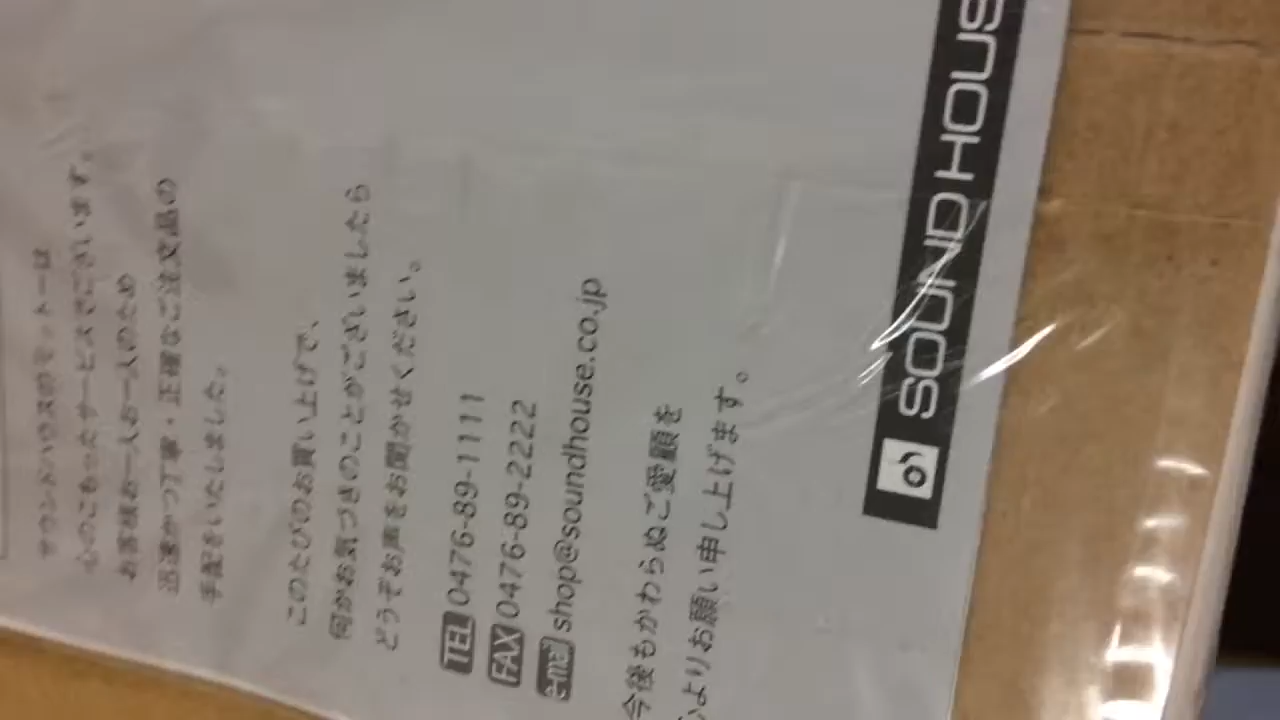 サウンドハウスのモットーは
心のこもったサービスでございます。
お客様お一人お一人のため
迅速かつ丁寧・正確なご注文品の
手配をいたしました。
このたびのお買い上げで、
何かお気づきのことがございましたら
どうぞお声をお聞かせください。
TEL 0476-89-1111
FAX 0476-89-2222
e-mail shop@soundhouse.co.jp
今後もかわらぬご愛顧を
心よりお願い申し上げます。
SOUND HOUS